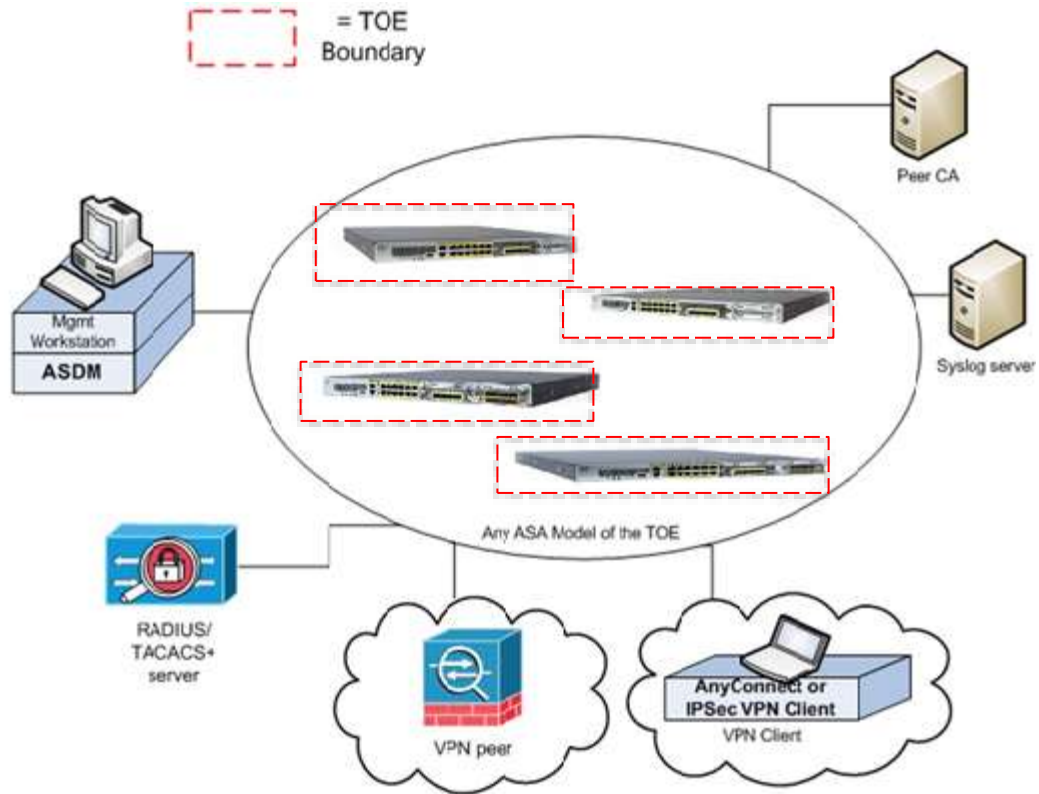 = TOE
Boundary
Peer CA
Mgmt
Workstation
ASDM
Syslog server
Any ASA Model of the TOE
RADIUS/
TACACS+
server
VPN peer
AnyConnect or
IPSec VPN Client
VPN Client